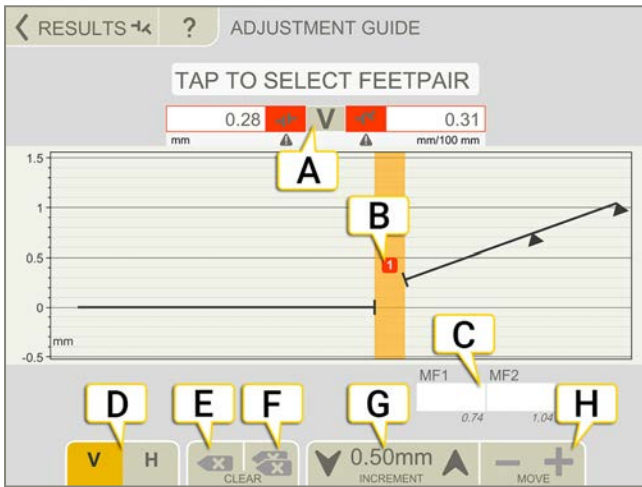 RESULTS ? ADJUSTMENT GUIDE
TAP TO SELECT FEETPAIR
0.28 V 0.31
mm mm/100 mm
A
1.5
1
B
0.5
1
0
C
mm
-0.5
MF1 MF2
D E F G H
0.74 1.04
V H 0.50mm
CLEAR INCREMENT MOVE